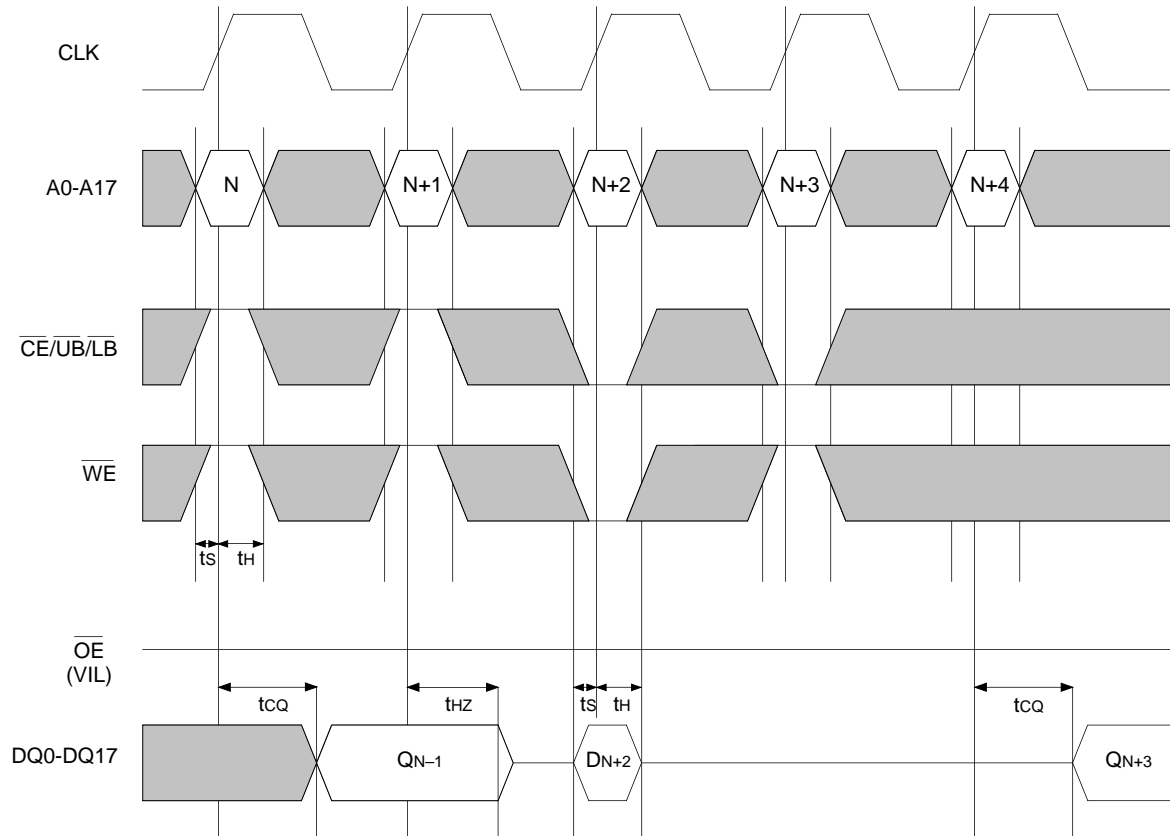 CLK
A0-A17
N
N+1
N+2
N+3
N+4
CE/UB/LB
WE
tS
tH
OE
(VIL)
tCQ
tHZ
tS
tH
tCQ
DQ0-DQ17
QN–1
DN+2
QN+3